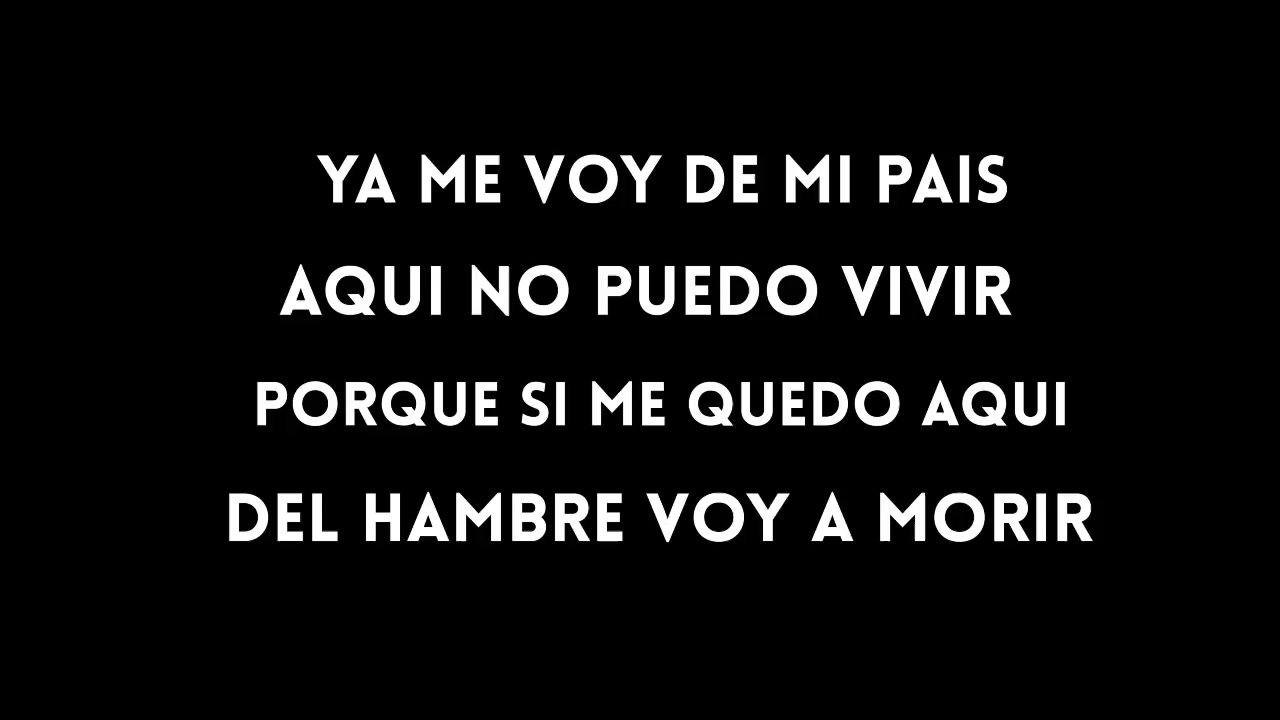 YA ME VOY DE MI PAIS
AQUI NO PUEDO VIVIR
PORQUE SI ME QUEDO AQUI
DEL HAMBRE VOY A MORIR